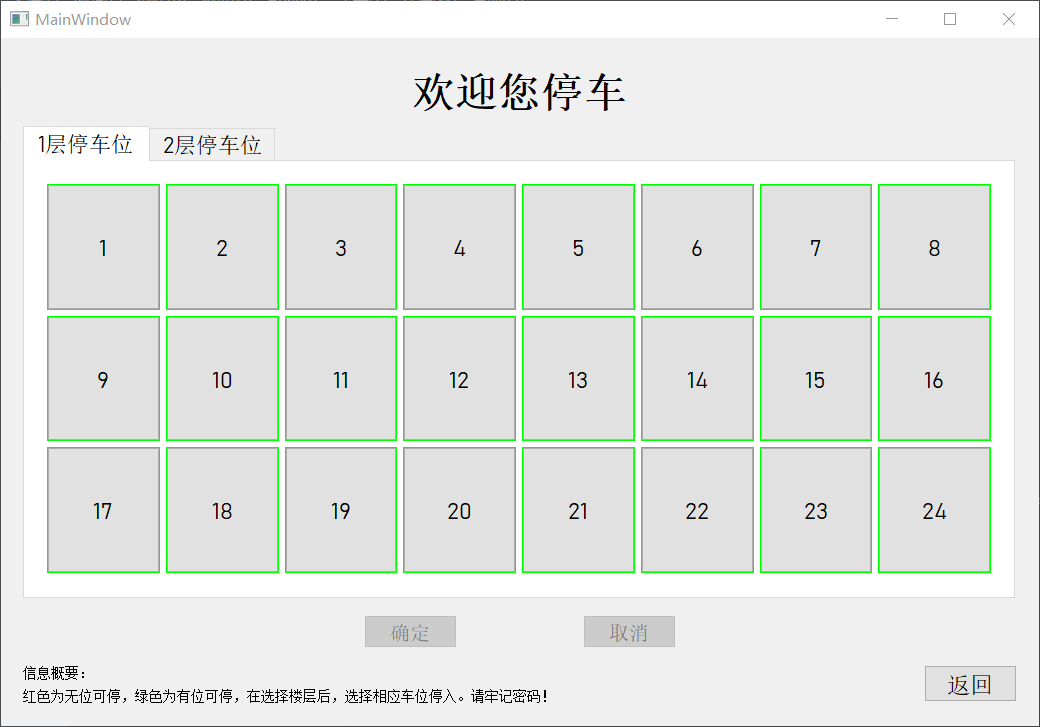 MainWindow
欢迎您停车
1层停车位 2层停车位
1 2 3 4 5 6 7 8
9 10 11 12 13 14 15 16
17 18 19 20 21 22 23 24
确定 取消
信息概要：
红色为无位可停，绿色为有位可停，在选择楼层后，选择相应车位停入。请牢记密码！
返回